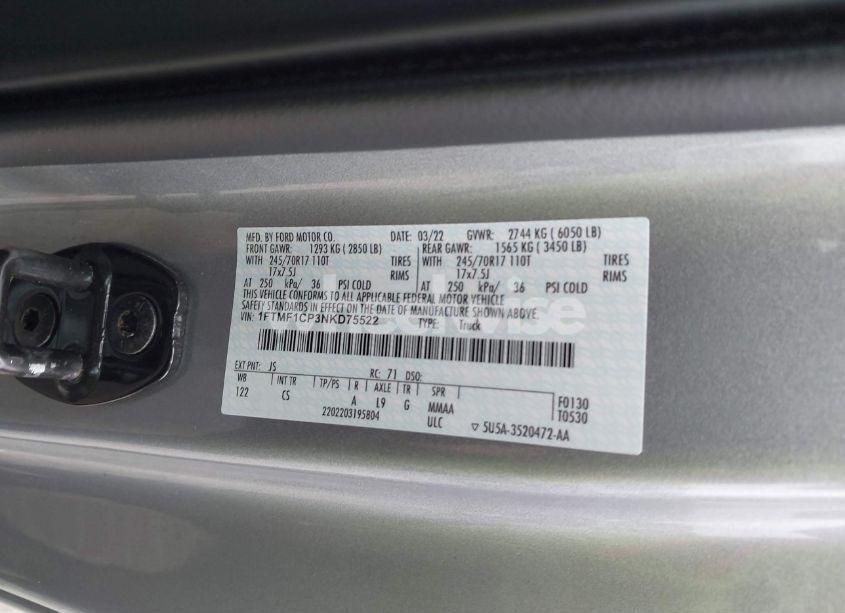 MFD. BY FORD MOTOR CO. DATE: 03/22 GVWR: 2744 KG ( 6050 LB)
FRONT GAWR: 1293 KG ( 2850 LB) REAR GAWR: 1565 KG ( 3450 LB)
WITH 245/70R17 110T TIRES WITH 245/70R17 110T TIRES
17x7.5J RIMS 17x7.5J RIMS
AT 250 kPa/ 36 PSI COLD AT 250 kPa/ 36 PSI COLD
THIS VEHICLE CONFORMS TO ALL APPLICABLE FEDERAL MOTOR VEHICLE
SAFETY STANDARDS IN EFFECT ON THE DATE OF MANUFACTURE SHOWN ABOVE.
VIN: 1FTMF1CP3NKD75522 TYPE: Truck
EXT PNT: JS RC: 71 DSO:
WB INT TR TP/PS R AXLE TR SPR
122 CS A L9 G MMAA F0130
2202203195804 ULC T0530
▽ 5U5A-3520472-AA